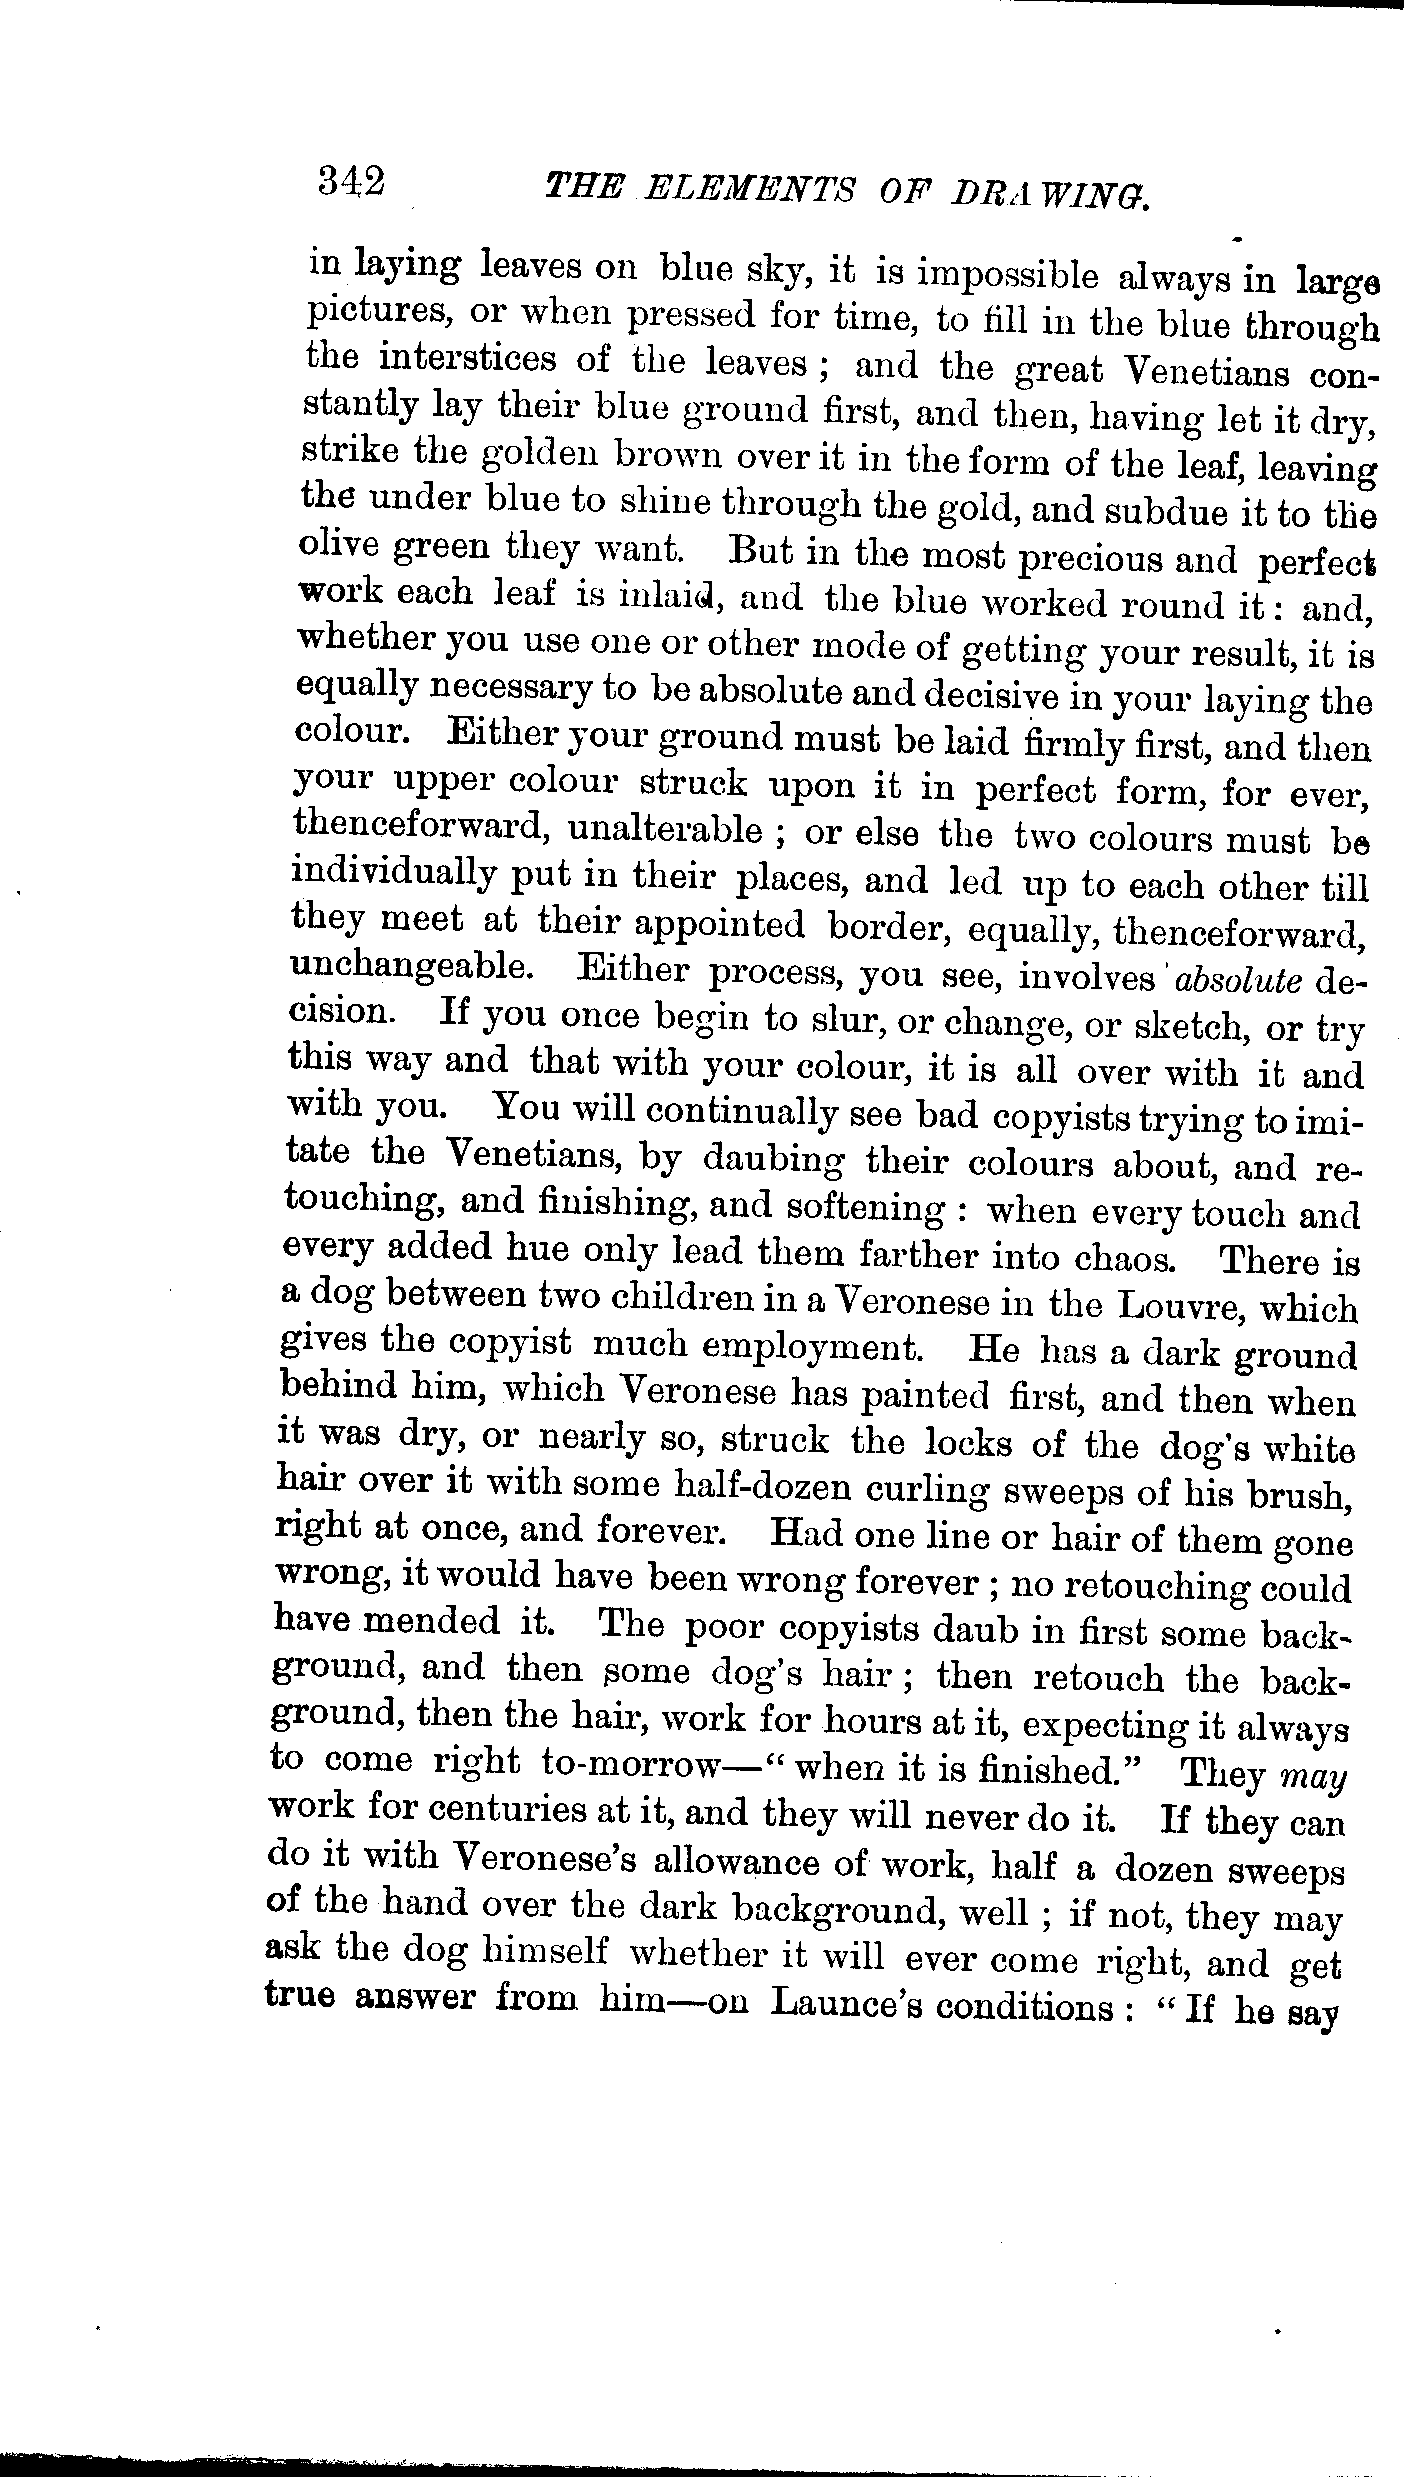 342 THE ELEMENTS OF DRAWING.
in laying leaves on blue sky, it is impossible always in large
pictures, or when pressed for time, to fill in the blue through
the interstices of the leaves ; and the great Venetians con-
stantly lay their blue ground first, and then, having let it dry,
strike the golden brown over it in the form of the leaf, leaving
the under blue to shine through the gold, and subdue it to the
olive green they want. But in the most precious and perfect
work each leaf is inlaid, and the blue worked round it : and,
whether you use one or other mode of getting your result, it is
equally necessary to be absolute and decisive in your laying the
colour. Either your ground must be laid firmly first, and then
your upper colour struck upon it in perfect form, for ever,
thenceforward, unalterable ; or else the two colours must be
individually put in their places, and led up to each other till
they meet at their appointed border, equally, thenceforward,
unchangeable. Either process, you see, involves absolute de-
cision. If you once begin to slur, or change, or sketch, or try
this way and that with your colour, it is all over with it and
with you. You will continually see bad copyists trying to imi-
tate the Venetians, by daubing their colours about, and re-
touching, and finishing, and softening : when every touch and
every added hue only lead them farther into chaos. There is
a dog between two children in a Veronese in the Louvre, which
gives the copyist much employment. He has a dark ground
behind him, which Veronese has painted first, and then when
it was dry, or nearly so, struck the locks of the dog's white
hair over it with some half-dozen curling sweeps of his brush,
right at once, and forever. Had one line or hair of them gone
wrong, it would have been wrong forever ; no retouching could
have mended it. The poor copyists daub in first some back-
ground, and then some dog's hair ; then retouch the back-
ground, then the hair, work for hours at it, expecting it always
to come right to-morrow—“ when it is finished.” They may
work for centuries at it, and they will never do it. If they can
do it with Veronese's allowance of work, half a dozen sweeps
of the hand over the dark background, well ; if not, they may
ask the dog himself whether it will ever come right, and get
true answer from him—on Launce's conditions : “ If he say